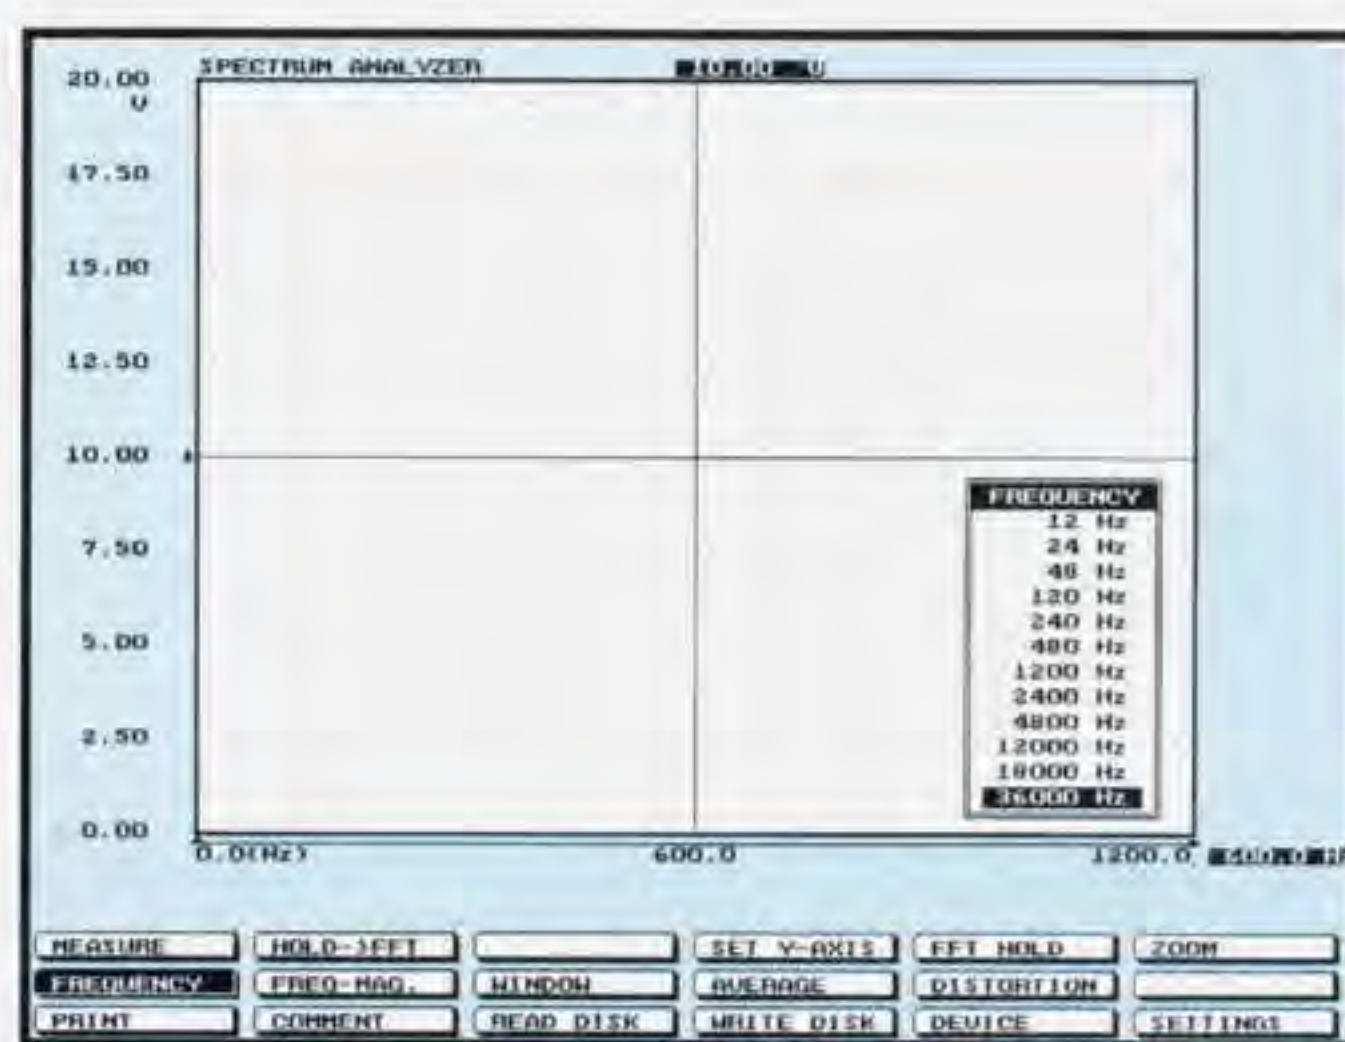 SPECTRUM ANALYZER
20.00
V
17.50
15.00
12.50
10.00
7.50
5.00
2.50
0.00
FREQUENCY
12 Hz
24 Hz
48 Hz
120 Hz
240 Hz
480 Hz
1200 Hz
2400 Hz
4800 Hz
12000 Hz
18000 Hz
36000 Hz
0.0(Hz) 600.0 1200.0
MEASURE HOLD->FFT SET Y-AXIS FFT HOLD ZOOM
FREQUENCY FREQ-MAG. WINDOW AVERAGE DISTORTION
PRINT COMMENT READ DISK WRITE DISK DEVICE SETTINGS